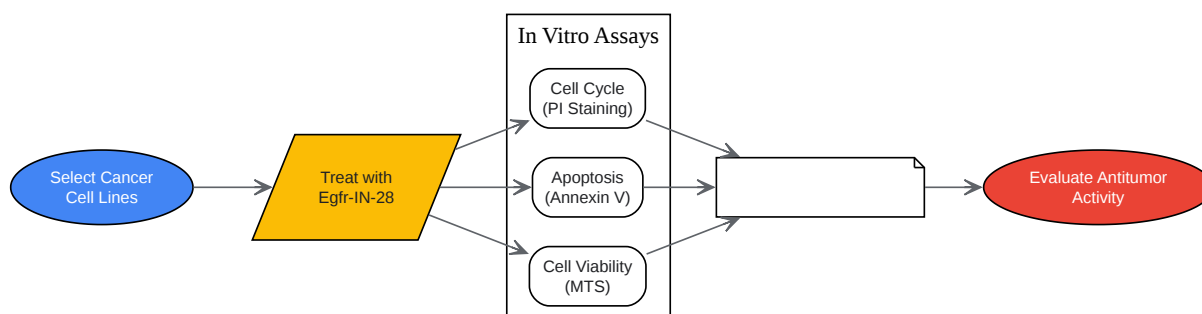 In Vitro Assays
Select Cancer
Cell Lines
Treat with
Egfr-IN-28
Cell Cycle
(PI Staining)
Apoptosis
(Annexin V)
Cell Viability
(MTS)
Evaluate Antitumor
Activity